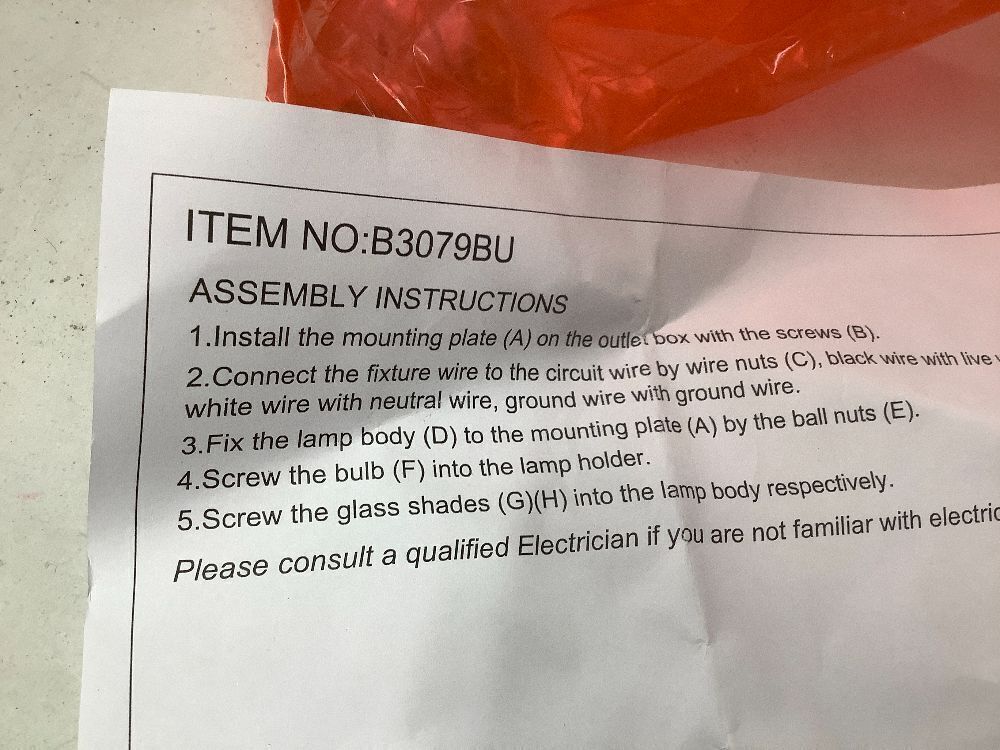 ITEM NO:B3079BU
ASSEMBLY INSTRUCTIONS
1.Install the mounting plate (A) on the outlet box with the screws (B).
2.Connect the fixture wire to the circuit wire by wire nuts (C), black wire with live
white wire with neutral wire, ground wire with ground wire.
3.Fix the lamp body (D) to the mounting plate (A) by the ball nuts (E).
4.Screw the bulb (F) into the lamp holder.
5.Screw the glass shades (G)(H) into the lamp body respectively.
Please consult a qualified Electrician if you are not familiar with